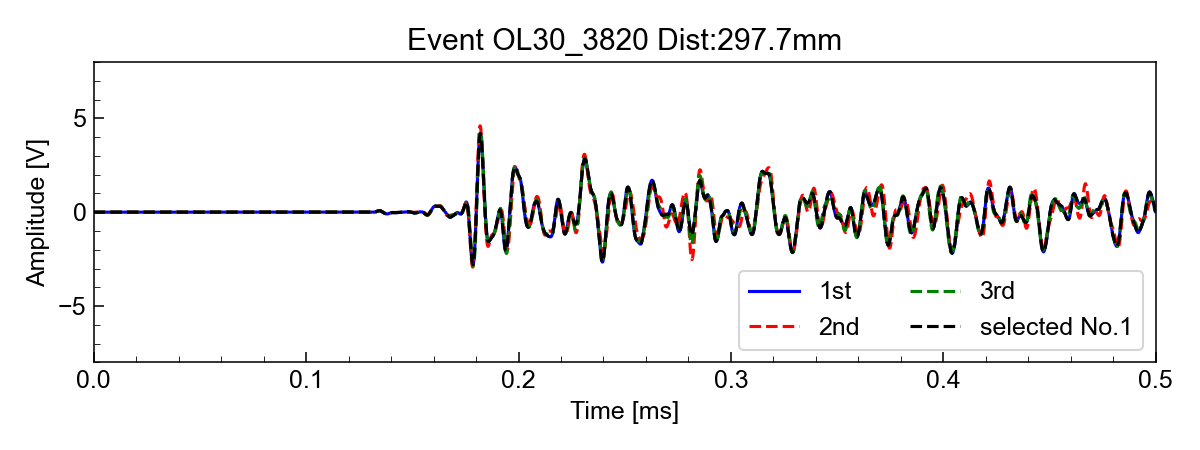 Event OL30_3820 Dist:297.7mm
Amplitude [V]
5
0
−5
1st
2nd
3rd
selected No.1
0.0 0.1 0.2 0.3 0.4 0.5
Time [ms]